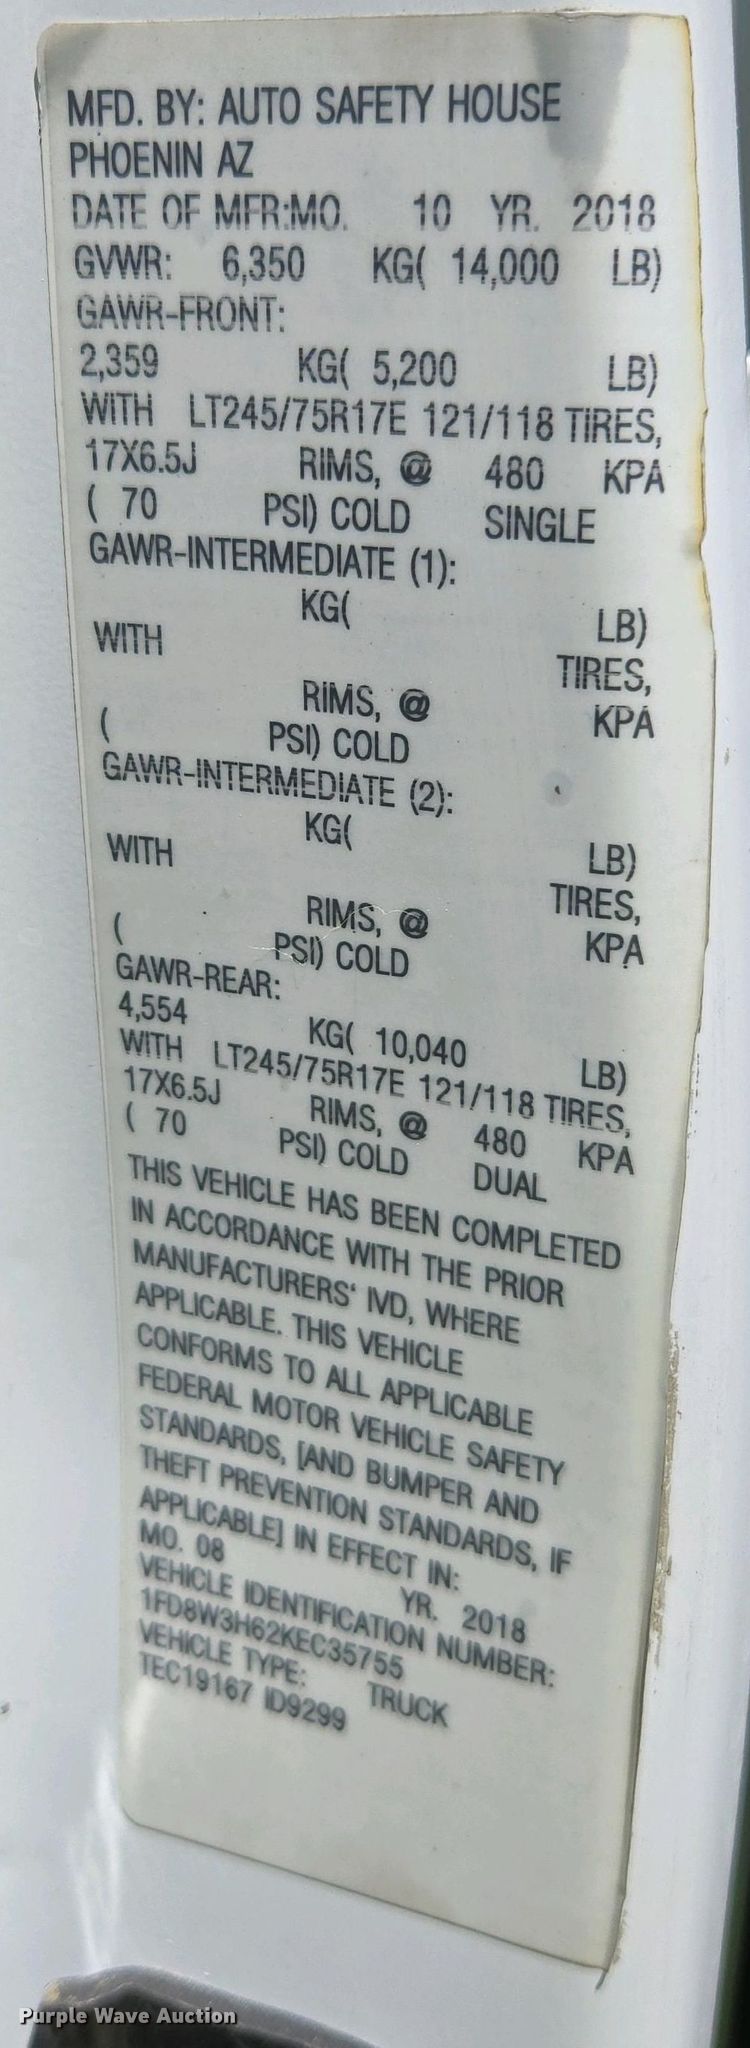 MFD. BY: AUTO SAFETY HOUSE
PHOENIN AZ
DATE OF MFR:MO. 10 YR. 2018
GVWR: 6,350 KG( 14,000 LB)
GAWR-FRONT:
2,359 KG( 5,200 LB)
WITH LT245/75R17E 121/118 TIRES,
17X6.5J RIMS, @ 480 KPA
( 70 PSI) COLD SINGLE
GAWR-INTERMEDIATE (1):
KG( LB)
WITH TIRES,
RIMS, @ KPA
( PSI) COLD
GAWR-INTERMEDIATE (2):
KG( LB)
WITH TIRES,
RIMS, @ KPA
( PSI) COLD
GAWR-REAR:
4,554 KG( 10,040 LB)
WITH LT245/75R17E 121/118 TIRES,
17X6.5J RIMS, @ 480 KPA
( 70 PSI) COLD DUAL
THIS VEHICLE HAS BEEN COMPLETED
IN ACCORDANCE WITH THE PRIOR
MANUFACTURERS' IVD, WHERE
APPLICABLE. THIS VEHICLE
CONFORMS TO ALL APPLICABLE
FEDERAL MOTOR VEHICLE SAFETY
STANDARDS, [AND BUMPER AND
THEFT PREVENTION STANDARDS, IF
APPLICABLE] IN EFFECT IN:
MO. 08 YR. 2018
VEHICLE IDENTIFICATION NUMBER:
1FD8W3H62KEC35755
VEHICLE TYPE: TRUCK
TEC19167 ID9299
Purple Wave Auction